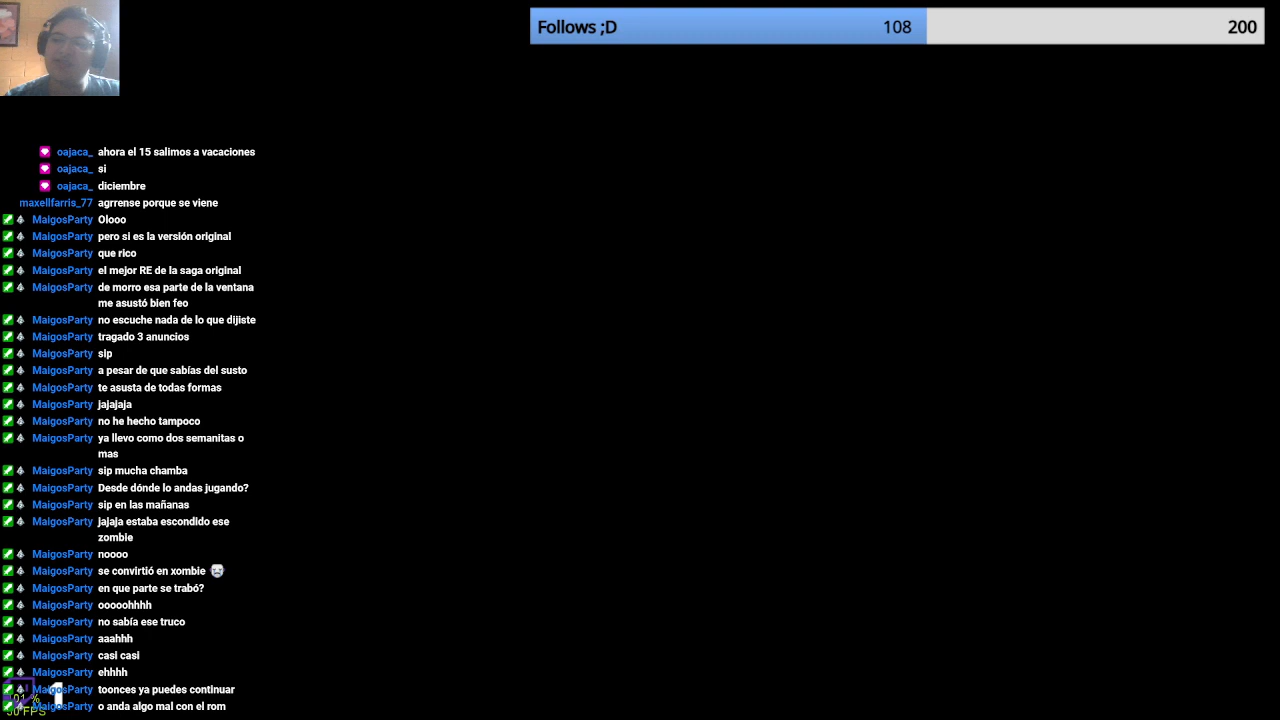 Follows ;D 108 200
oajaca_ ahora el 15 salimos a vacaciones
oajaca_ si
oajaca_ diciembre
maxellfarris_77 agrrense porque se viene
MaigosParty Olooo
MaigosParty pero si es la versión original
MaigosParty que rico
MaigosParty el mejor RE de la saga original
MaigosParty de morro esa parte de la ventana
me asustó bien feo
MaigosParty no escuche nada de lo que dijiste
MaigosParty tragado 3 anuncios
MaigosParty sip
MaigosParty a pesar de que sabías del susto
MaigosParty te asusta de todas formas
MaigosParty jajajaja
MaigosParty no he hecho tampoco
MaigosParty ya llevo como dos semanitas o
mas
MaigosParty sip mucha chamba
MaigosParty Desde dónde lo andas jugando?
MaigosParty sip en las mañanas
MaigosParty jajaja estaba escondido ese
zombie
MaigosParty noooo
MaigosParty se convirtió en xombie
MaigosParty en que parte se trabó?
MaigosParty ooooohhhh
MaigosParty no sabía ese truco
MaigosParty aaahhh
MaigosParty casi casi
MaigosParty ehhhh
MaigosParty toonces ya puedes continuar
1
MaigosParty o anda algo mal con el rom
FPS